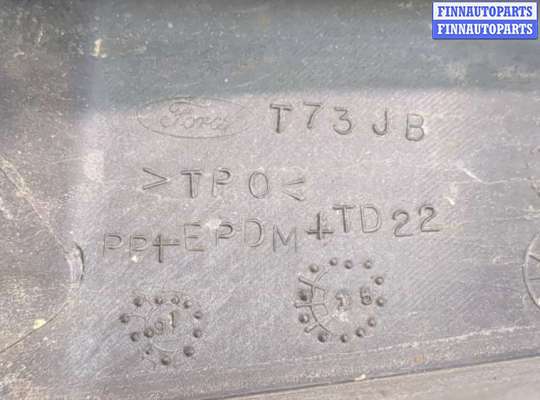 FINNAUTOPARTS
FINNAUTOPARTS
Ford T73JB
>TPO<
PP+EPDM+TD22